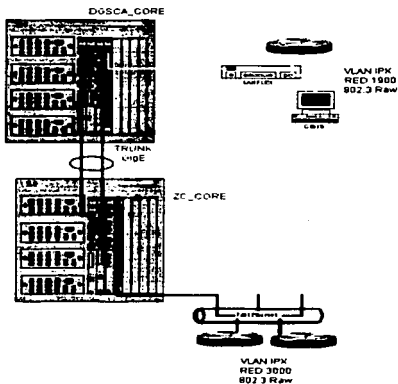 DGSCA_CORE
VLAN IPX
RED 1900
802.3 Raw
TRUNK
GigE
ZC_CORE
VLAN IPX
RED 3000
802.3 Raw